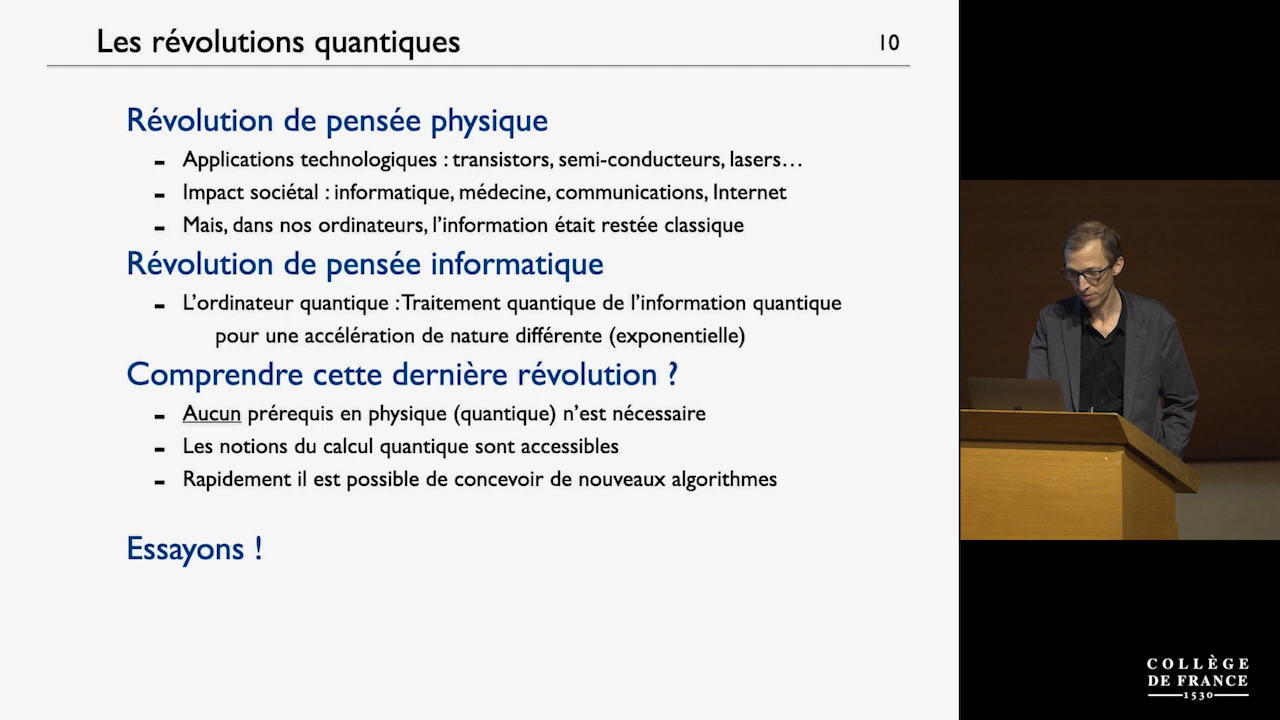 Les révolutions quantiques
10
Révolution de pensée physique
- Applications technologiques : transistors, semi-conducteurs, lasers…
- Impact sociétal : informatique, médecine, communications, Internet
- Mais, dans nos ordinateurs, l’information était restée classique
Révolution de pensée informatique
- L’ordinateur quantique : Traitement quantique de l’information quantique
pour une accélération de nature différente (exponentielle)
Comprendre cette dernière révolution ?
- Aucun prérequis en physique (quantique) n’est nécessaire
- Les notions du calcul quantique sont accessibles
- Rapidement il est possible de concevoir de nouveaux algorithmes
Essayons !
COLLÈGE
DE FRANCE
1530